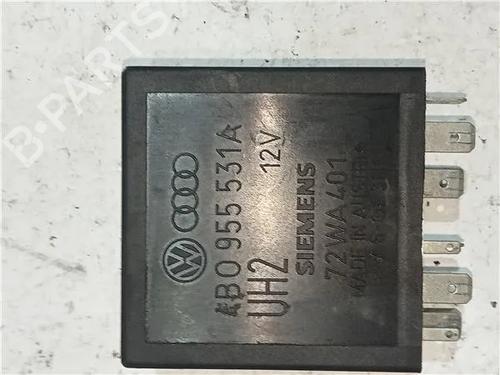 4B0 955 531A
UH2 12V
SIEMENS
72WA401
MADE IN AUSTRIA
B-PARTS